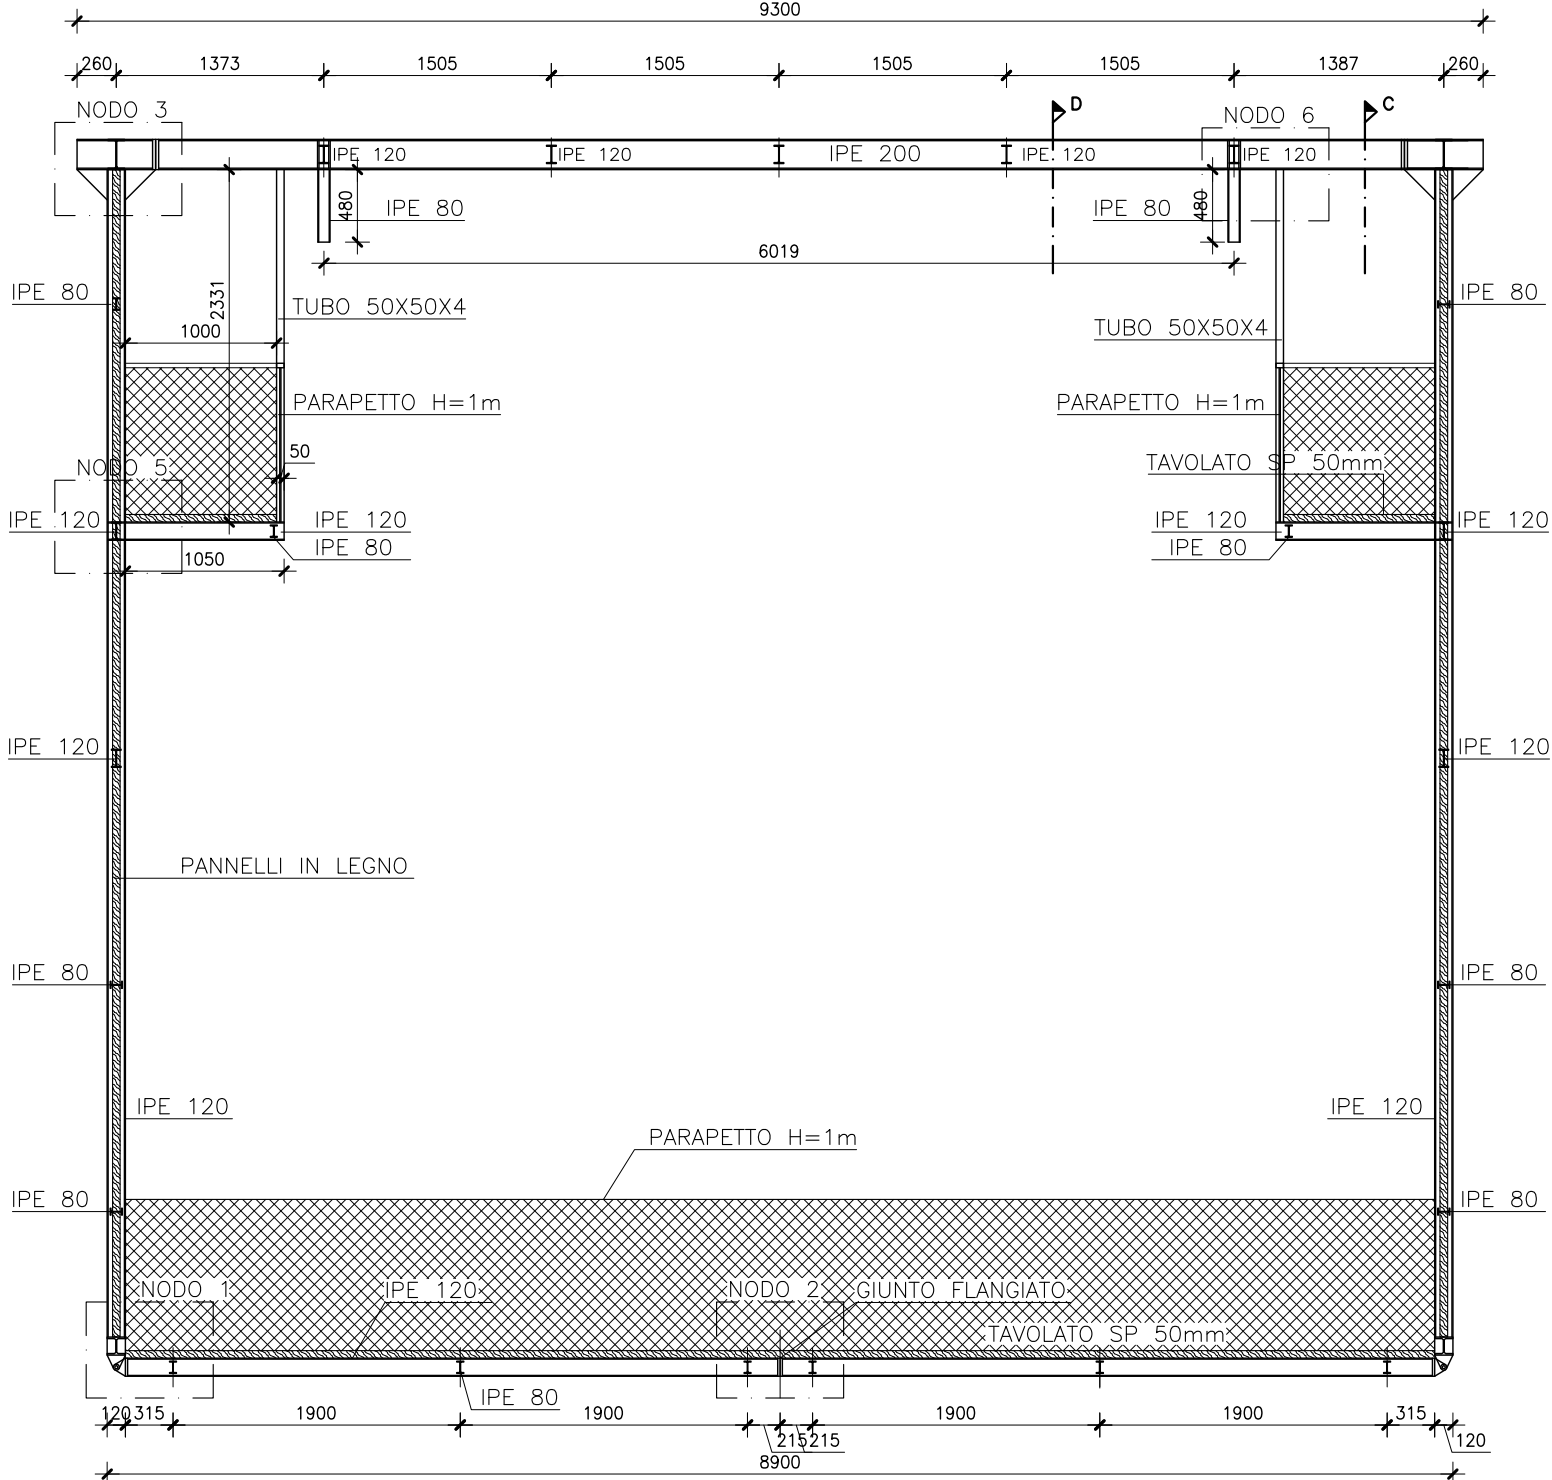 9300
260 1373 1505 1505 1505 1505 1387 260
NODO 3 D C
NODO 6
IPE 120 IPE 120 IPE 200 IPE 120 IPE 120
480 IPE 80 IPE 80 480
6019
IPE 80 2331 TUBO 50X50X4 IPE 80
1000 TUBO 50X50X4
PARAPETTO H=1m PARAPETTO H=1m
50
NODO 5 TAVOLATO SP 50mm
IPE 120 IPE 120 IPE 120 IPE 120
IPE 80 IPE 80
1050
IPE 120 IPE 120
PANNELLI IN LEGNO
IPE 80 IPE 80
IPE 120 IPE 120
PARAPETTO H=1m
IPE 80 IPE 80
NODO 1 IPE 120 NODO 2 GIUNTO FLANGIATO
TAVOLATO SP 50mm
IPE 80
120 315 1900 1900 1900 1900 315
215 215 120
8900